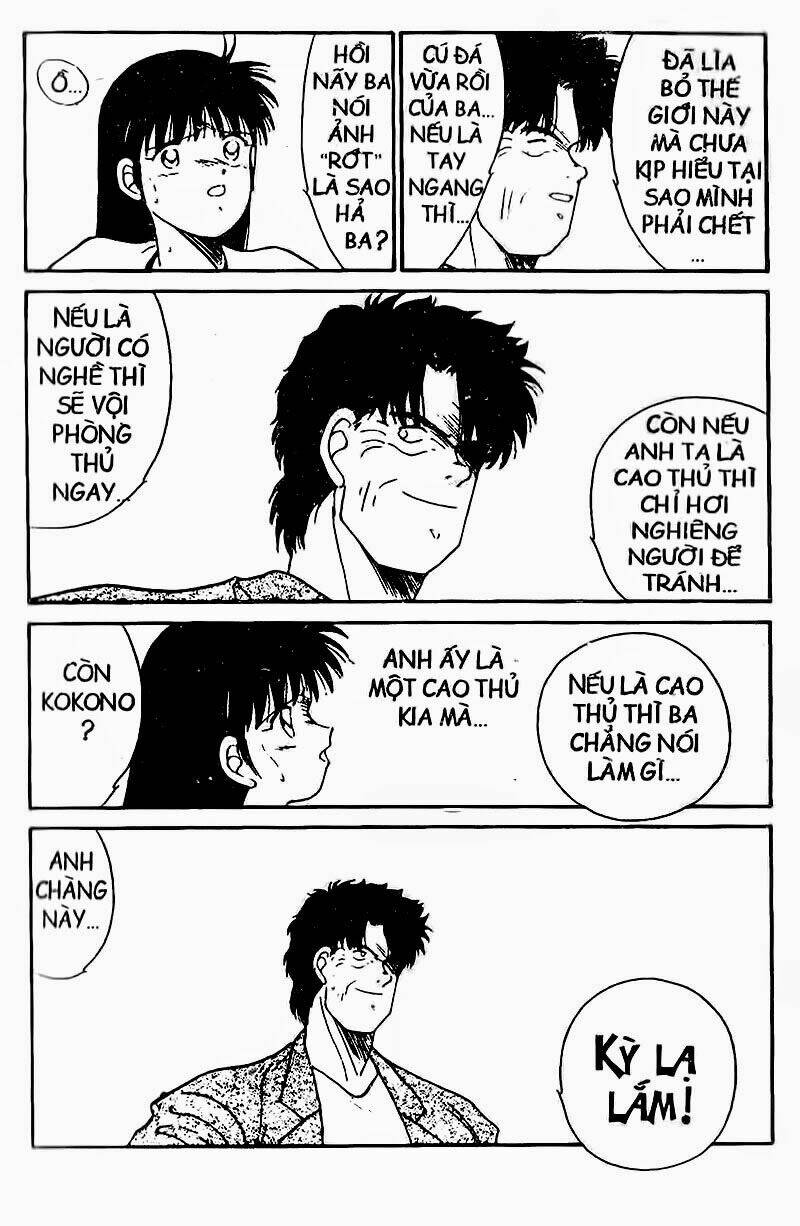 Ồ...
HỒI
NÃY BA
NÓI
ẢNH
"RỚT"
LÀ SAO
HẢ
BA?
CÚ ĐÁ
VỪA RỒI
CỦA BA...
NẾU LÀ
TAY
NGANG
THÌ...
ĐÃ LÌA
BỎ THẾ
GIỚI NÀY
MÀ CHƯA
KỊP HIỂU TẠI
SAO MÌNH
PHẢI CHẾT
...
NẾU LÀ
NGƯỜI CÓ
NGHỀ THÌ
SẼ VỘI
PHÒNG
THỦ
NGAY...
CÒN NẾU
ANH TA LÀ
CAO THỦ THÌ
CHỈ HƠI
NGHIÊNG
NGƯỜI ĐỂ
TRÁNH...
CÒN
KOKONO
?
ANH ẤY LÀ
MỘT CAO THỦ
KIA MÀ...
NẾU LÀ CAO
THỦ THÌ BA
CHẲNG NÓI
LÀM GÌ...
ANH
CHÀNG
NÀY...
KỲ LẠ
LẮM!